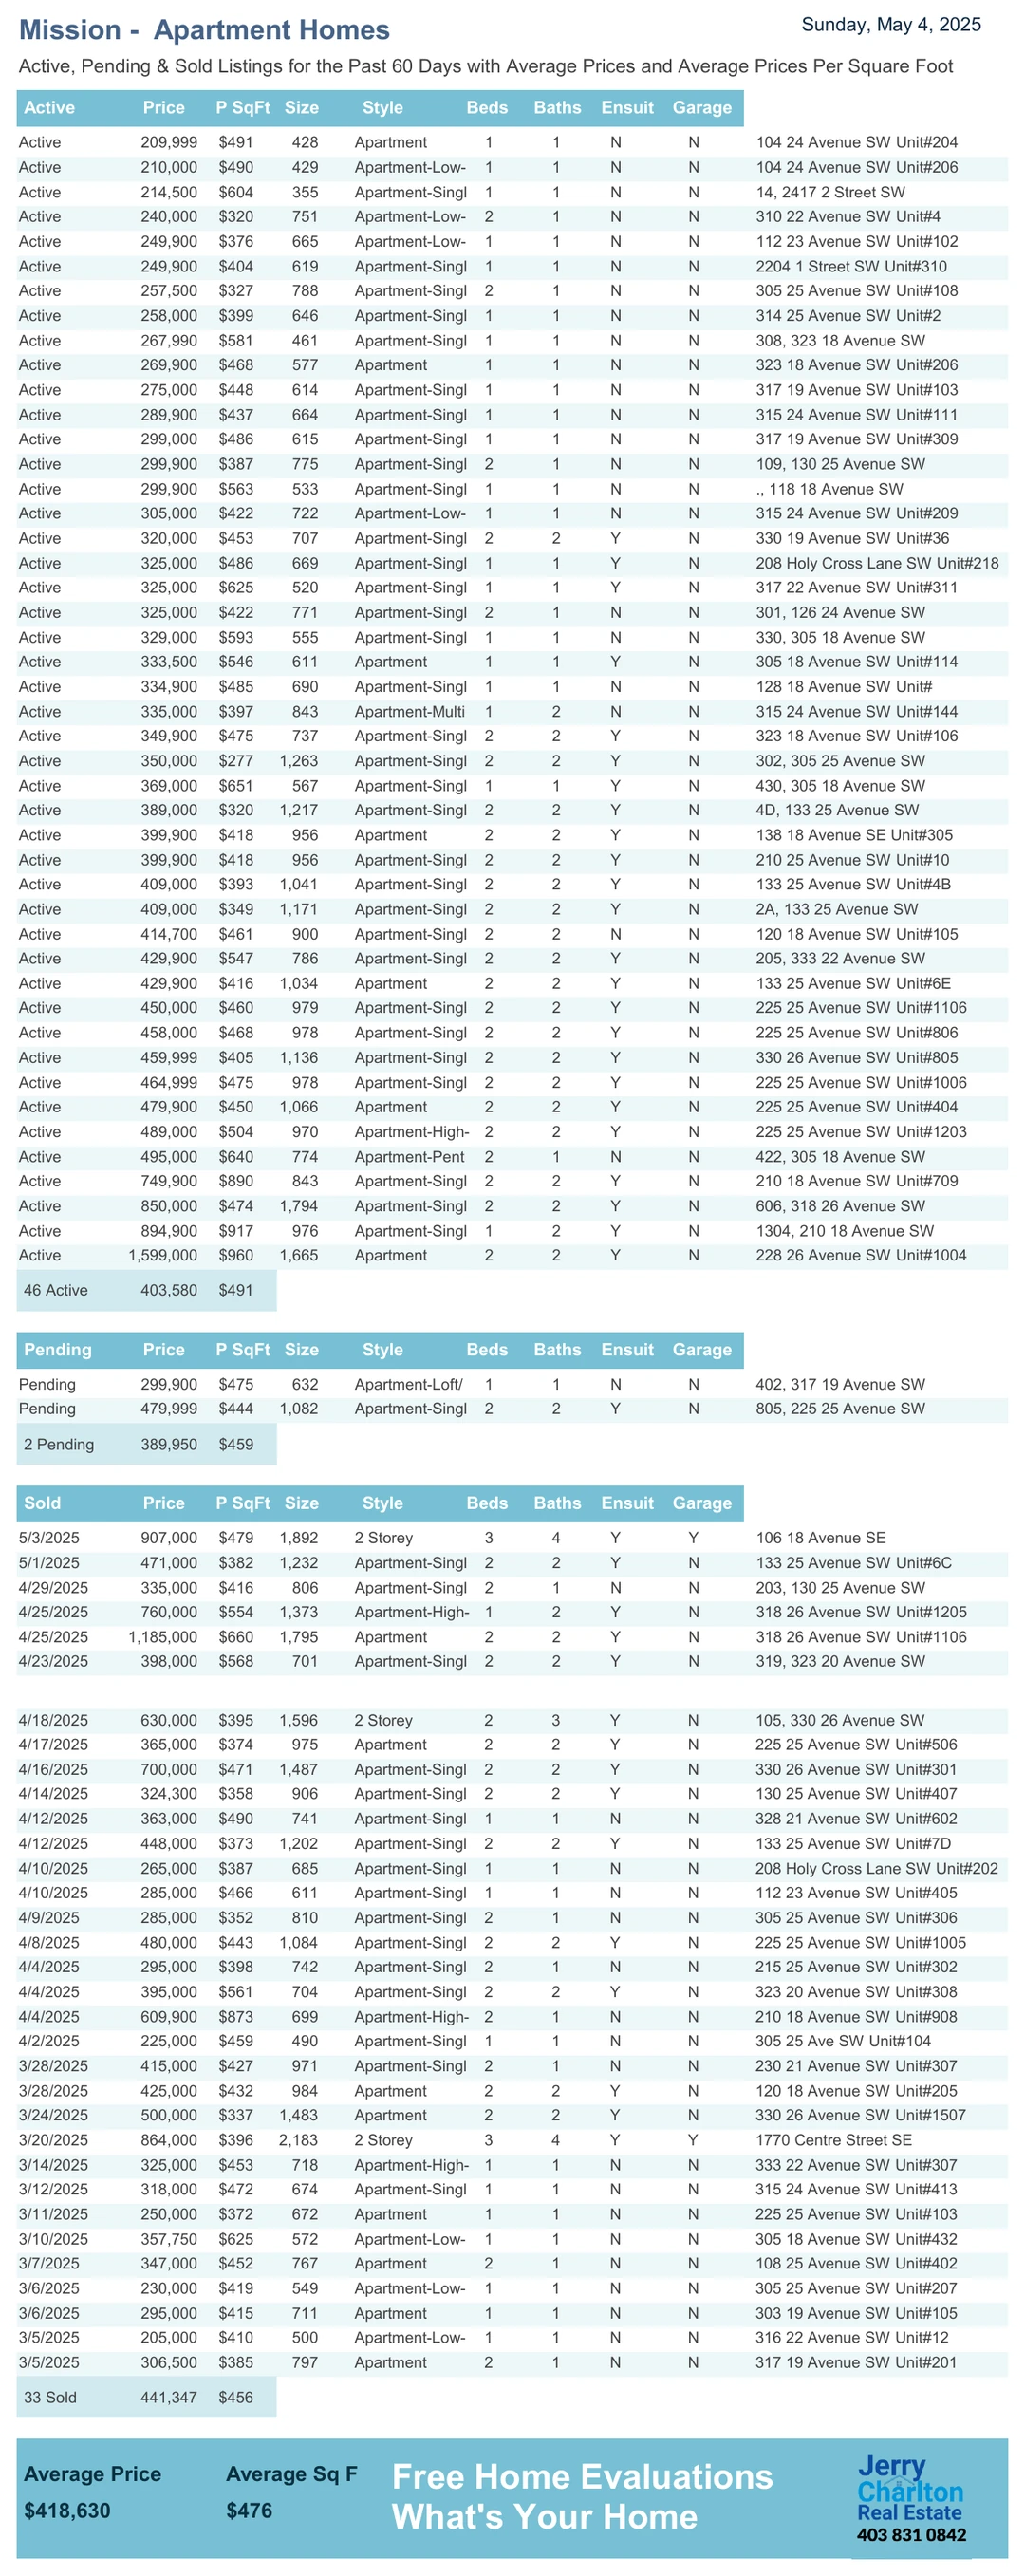 Mission -  Apartment Homes
Sunday, May 4, 2025
Active, Pending & Sold Listings for the Past 60 Days with Average Prices and Average Prices Per Square Foot
Active Price P SqFt Size Style Beds Baths Ensuit Garage
Active 209,999 $491 428 Apartment 1 1 N N 104 24 Avenue SW Unit#204
Active 210,000 $490 429 Apartment-Low- 1 1 N N 104 24 Avenue SW Unit#206
Active 214,500 $604 355 Apartment-Singl 1 1 N N 14, 2417 2 Street SW
Active 240,000 $320 751 Apartment-Low- 2 1 N N 310 22 Avenue SW Unit#4
Active 249,900 $376 665 Apartment-Low- 1 1 N N 112 23 Avenue SW Unit#102
Active 249,900 $404 619 Apartment-Singl 1 1 N N 2204 1 Street SW Unit#310
Active 257,500 $327 788 Apartment-Singl 2 1 N N 305 25 Avenue SW Unit#108
Active 258,000 $399 646 Apartment-Singl 1 1 N N 314 25 Avenue SW Unit#2
Active 267,990 $581 461 Apartment-Singl 1 1 N N 308, 323 18 Avenue SW
Active 269,900 $468 577 Apartment 1 1 N N 323 18 Avenue SW Unit#206
Active 275,000 $448 614 Apartment-Singl 1 1 N N 317 19 Avenue SW Unit#103
Active 289,900 $437 664 Apartment-Singl 1 1 N N 315 24 Avenue SW Unit#111
Active 299,000 $486 615 Apartment-Singl 1 1 N N 317 19 Avenue SW Unit#309
Active 299,900 $387 775 Apartment-Singl 2 1 N N 109, 130 25 Avenue SW
Active 299,900 $563 533 Apartment-Singl 1 1 N N ., 118 18 Avenue SW
Active 305,000 $422 722 Apartment-Low- 1 1 N N 315 24 Avenue SW Unit#209
Active 320,000 $453 707 Apartment-Singl 2 2 Y N 330 19 Avenue SW Unit#36
Active 325,000 $486 669 Apartment-Singl 1 1 Y N 208 Holy Cross Lane SW Unit#218
Active 325,000 $625 520 Apartment-Singl 1 1 Y N 317 22 Avenue SW Unit#311
Active 325,000 $422 771 Apartment-Singl 2 1 N N 301, 126 24 Avenue SW
Active 329,000 $593 555 Apartment-Singl 1 1 N N 330, 305 18 Avenue SW
Active 333,500 $546 611 Apartment 1 1 Y N 305 18 Avenue SW Unit#114
Active 334,900 $485 690 Apartment-Singl 1 1 N N 128 18 Avenue SW Unit#
Active 335,000 $397 843 Apartment-Multi 1 2 N N 315 24 Avenue SW Unit#144
Active 349,900 $475 737 Apartment-Singl 2 2 Y N 323 18 Avenue SW Unit#106
Active 350,000 $277 1,263 Apartment-Singl 2 2 Y N 302, 305 25 Avenue SW
Active 369,000 $651 567 Apartment-Singl 1 1 Y N 430, 305 18 Avenue SW
Active 389,000 $320 1,217 Apartment-Singl 2 2 Y N 4D, 133 25 Avenue SW
Active 399,900 $418 956 Apartment 2 2 Y N 138 18 Avenue SE Unit#305
Active 399,900 $418 956 Apartment-Singl 2 2 Y N 210 25 Avenue SW Unit#10
Active 409,000 $393 1,041 Apartment-Singl 2 2 Y N 133 25 Avenue SW Unit#4B
Active 409,000 $349 1,171 Apartment-Singl 2 2 Y N 2A, 133 25 Avenue SW
Active 414,700 $461 900 Apartment-Singl 2 2 N N 120 18 Avenue SW Unit#105
Active 429,900 $547 786 Apartment-Singl 2 2 Y N 205, 333 22 Avenue SW
Active 429,900 $416 1,034 Apartment 2 2 Y N 133 25 Avenue SW Unit#6E
Active 450,000 $460 979 Apartment-Singl 2 2 Y N 225 25 Avenue SW Unit#1106
Active 458,000 $468 978 Apartment-Singl 2 2 Y N 225 25 Avenue SW Unit#806
Active 459,999 $405 1,136 Apartment-Singl 2 2 Y N 330 26 Avenue SW Unit#805
Active 464,999 $475 978 Apartment-Singl 2 2 Y N 225 25 Avenue SW Unit#1006
Active 479,900 $450 1,066 Apartment 2 2 Y N 225 25 Avenue SW Unit#404
Active 489,000 $504 970 Apartment-High- 2 2 Y N 225 25 Avenue SW Unit#1203
Active 495,000 $640 774 Apartment-Pent 2 1 N N 422, 305 18 Avenue SW
Active 749,900 $890 843 Apartment-Singl 2 2 Y N 210 18 Avenue SW Unit#709
Active 850,000 $474 1,794 Apartment-Singl 2 2 Y N 606, 318 26 Avenue SW
Active 894,900 $917 976 Apartment-Singl 1 2 Y N 1304, 210 18 Avenue SW
Active 1,599,000 $960 1,665 Apartment 2 2 Y N 228 26 Avenue SW Unit#1004
46 Active 403,580 $491
Pending Price P SqFt Size Style Beds Baths Ensuit Garage
Pending 299,900 $475 632 Apartment-Loft/ 1 1 N N 402, 317 19 Avenue SW
Pending 479,999 $444 1,082 Apartment-Singl 2 2 Y N 805, 225 25 Avenue SW
2 Pending 389,950 $459
Sold Price P SqFt Size Style Beds Baths Ensuit Garage
5/3/2025 907,000 $479 1,892 2 Storey 3 4 Y Y 106 18 Avenue SE
5/1/2025 471,000 $382 1,232 Apartment-Singl 2 2 Y N 133 25 Avenue SW Unit#6C
4/29/2025 335,000 $416 806 Apartment-Singl 2 1 N N 203, 130 25 Avenue SW
4/25/2025 760,000 $554 1,373 Apartment-High- 1 2 Y N 318 26 Avenue SW Unit#1205
4/25/2025 1,185,000 $660 1,795 Apartment 2 2 Y N 318 26 Avenue SW Unit#1106
4/23/2025 398,000 $568 701 Apartment-Singl 2 2 Y N 319, 323 20 Avenue SW
4/18/2025 630,000 $395 1,596 2 Storey 2 3 Y N 105, 330 26 Avenue SW
4/17/2025 365,000 $374 975 Apartment 2 2 Y N 225 25 Avenue SW Unit#506
4/16/2025 700,000 $471 1,487 Apartment-Singl 2 2 Y N 330 26 Avenue SW Unit#301
4/14/2025 324,300 $358 906 Apartment-Singl 2 2 Y N 130 25 Avenue SW Unit#407
4/12/2025 363,000 $490 741 Apartment-Singl 1 1 N N 328 21 Avenue SW Unit#602
4/12/2025 448,000 $373 1,202 Apartment-Singl 2 2 Y N 133 25 Avenue SW Unit#7D
4/10/2025 265,000 $387 685 Apartment-Singl 1 1 N N 208 Holy Cross Lane SW Unit#202
4/10/2025 285,000 $466 611 Apartment-Singl 1 1 N N 112 23 Avenue SW Unit#405
4/9/2025 285,000 $352 810 Apartment-Singl 2 1 N N 305 25 Avenue SW Unit#306
4/8/2025 480,000 $443 1,084 Apartment-Singl 2 2 Y N 225 25 Avenue SW Unit#1005
4/4/2025 295,000 $398 742 Apartment-Singl 2 1 N N 215 25 Avenue SW Unit#302
4/4/2025 395,000 $561 704 Apartment-Singl 2 2 Y N 323 20 Avenue SW Unit#308
4/4/2025 609,900 $873 699 Apartment-High- 2 1 N N 210 18 Avenue SW Unit#908
4/2/2025 225,000 $459 490 Apartment-Singl 1 1 N N 305 25 Ave SW Unit#104
3/28/2025 415,000 $427 971 Apartment-Singl 2 1 N N 230 21 Avenue SW Unit#307
3/28/2025 425,000 $432 984 Apartment 2 2 Y N 120 18 Avenue SW Unit#205
3/24/2025 500,000 $337 1,483 Apartment 2 2 Y N 330 26 Avenue SW Unit#1507
3/20/2025 864,000 $396 2,183 2 Storey 3 4 Y Y 1770 Centre Street SE
3/14/2025 325,000 $453 718 Apartment-High- 1 1 N N 333 22 Avenue SW Unit#307
3/12/2025 318,000 $472 674 Apartment-Singl 1 1 N N 315 24 Avenue SW Unit#413
3/11/2025 250,000 $372 672 Apartment 1 1 N N 225 25 Avenue SW Unit#103
3/10/2025 357,750 $625 572 Apartment-Low- 1 1 N N 305 18 Avenue SW Unit#432
3/7/2025 347,000 $452 767 Apartment 2 1 N N 108 25 Avenue SW Unit#402
3/6/2025 230,000 $419 549 Apartment-Low- 1 1 N N 305 25 Avenue SW Unit#207
3/6/2025 295,000 $415 711 Apartment 1 1 N N 303 19 Avenue SW Unit#105
3/5/2025 205,000 $410 500 Apartment-Low- 1 1 N N 316 22 Avenue SW Unit#12
3/5/2025 306,500 $385 797 Apartment 2 1 N N 317 19 Avenue SW Unit#201
33 Sold 441,347 $456
Average Price Average Sq F
$418,630 $476
Free Home Evaluations
What's Your Home
Jerry
Charlton
Real Estate
403 831 0842